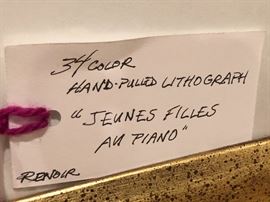 34 COLOR
HAND-PULLED LITHOGRAPH
"JEUNES FILLES
AU PIANO"
RENOIR